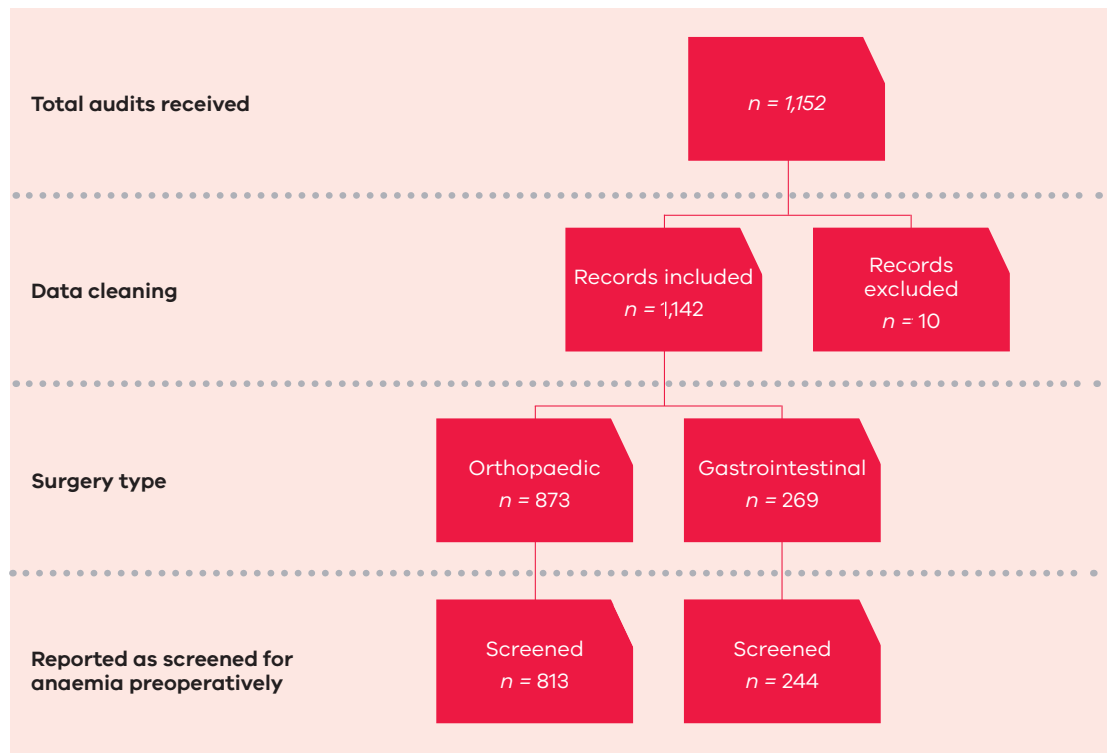 Total audits received
n = 1,152
Data cleaning
Records included
n = 1,142
Records
excluded
n = 10
Surgery type
Orthopaedic
n = 873
Gastrointestinal
n = 269
Reported as screened for
anaemia preoperatively
Screened
n = 813
Screened
n = 244